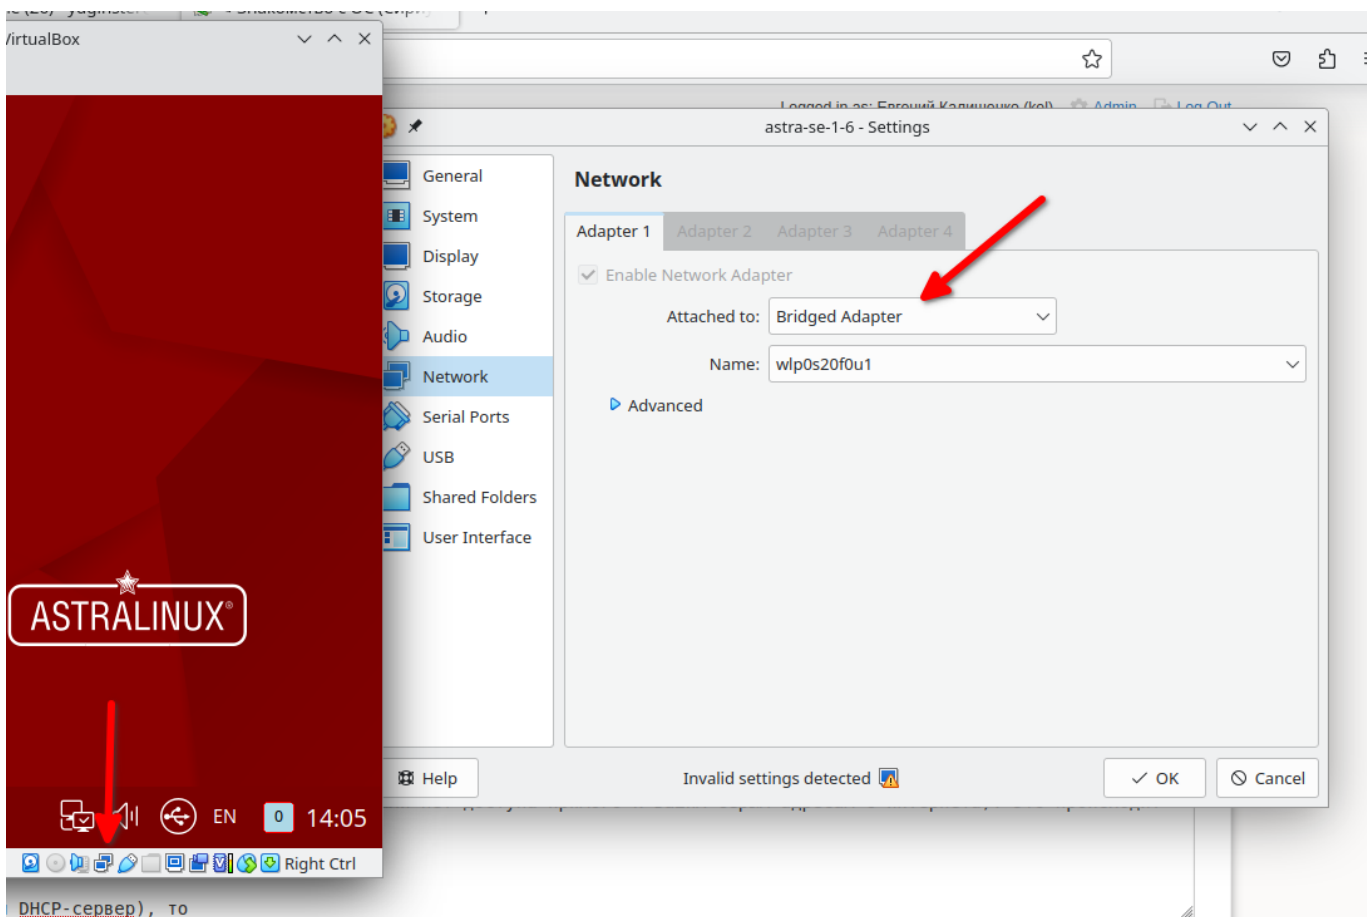 VirtualBox
Logged in as: Евгений Калишенко (kel) Admin Log Out
astra-se-1-6 - Settings
General
System
Display
Storage
Audio
Network
Serial Ports
USB
Shared Folders
User Interface
Network
Adapter 1 Adapter 2 Adapter 3 Adapter 4
Enable Network Adapter
Attached to: Bridged Adapter
Name: wlp0s20f0u1
Advanced
Help Invalid settings detected OK Cancel
ASTRALINUX®
EN 0 14:05
Right Ctrl
DHCP-сервер), то